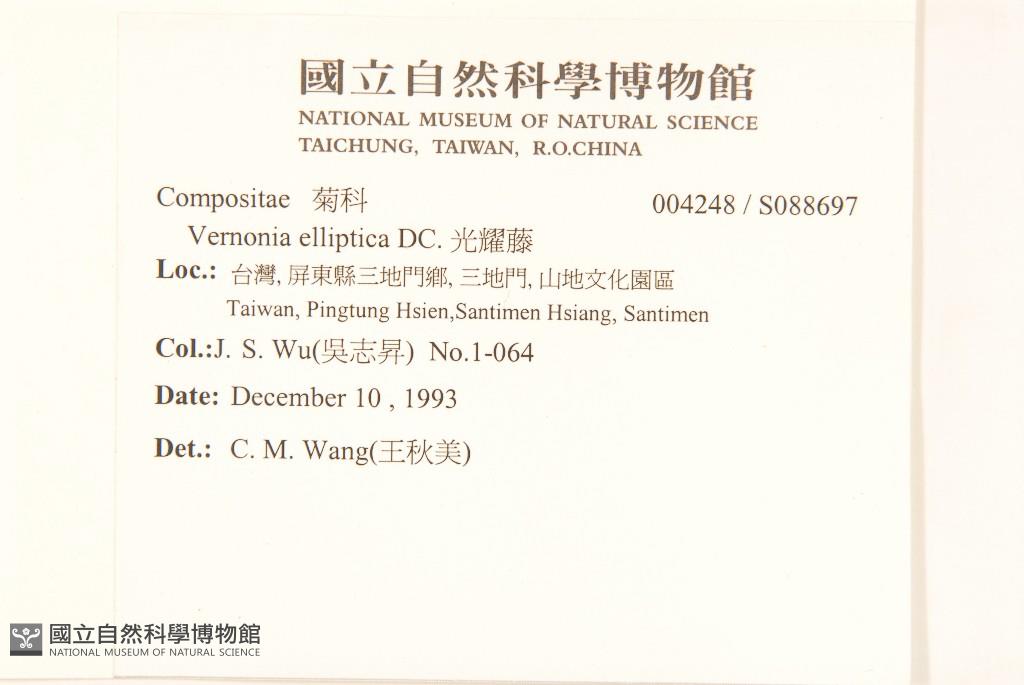 國立自然科學博物館
NATIONAL MUSEUM OF NATURAL SCIENCE
TAICHUNG, TAIWAN, R.O.CHINA
Compositae 菊科 004248 / S088697
Vernonia elliptica DC. 光耀藤
Loc.: 台灣, 屏東縣三地門鄉, 三地門, 山地文化園區
Taiwan, Pingtung Hsien,Santimen Hsiang, Santimen
Col.:J. S. Wu(吳志昇) No.1-064
Date: December 10 , 1993
Det.: C. M. Wang(王秋美)
國立自然科學博物館
NATIONAL MUSEUM OF NATURAL SCIENCE